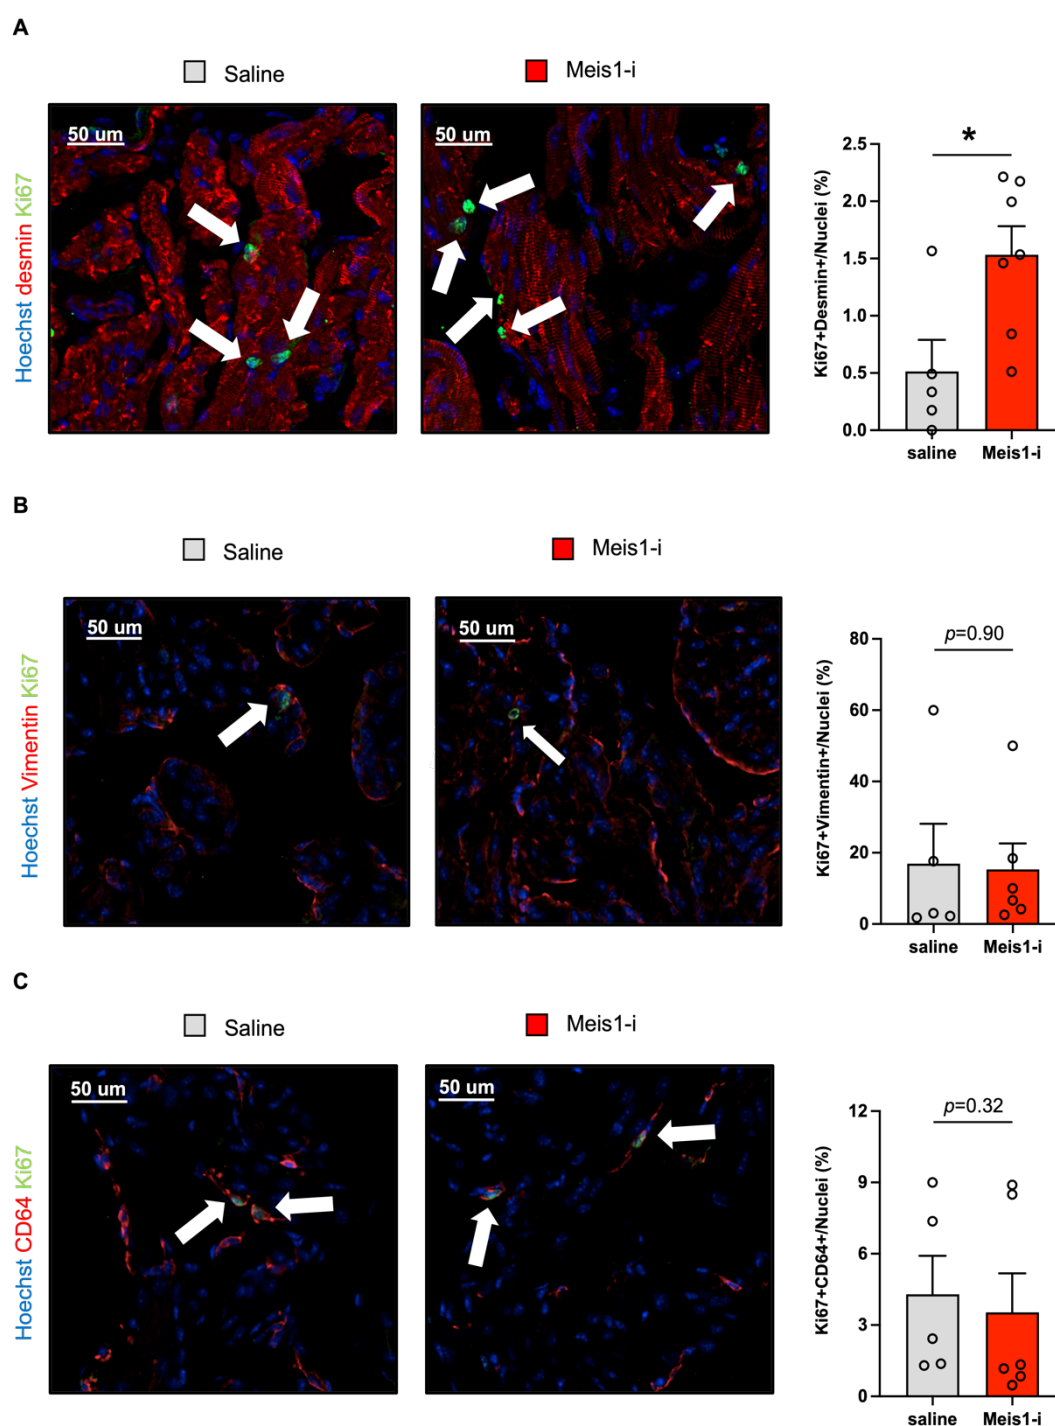 A
Saline
Meis1-i
Hoechst desmin Ki67
50 um
50 um
Ki67+Desmin+/Nuclei (%)
2.5
2.0
1.5
1.0
0.5
0.0
*
saline
Meis1-i
B
Saline
Meis1-i
Hoechst Vimentin Ki67
50 um
50 um
Ki67+Vimentin+/Nuclei (%)
80
60
40
20
0
p=0.90
saline
Meis1-i
C
Saline
Meis1-i
Hoechst CD64 Ki67
50 um
50 um
Ki67+CD64+/Nuclei (%)
12
9
6
3
0
p=0.32
saline
Meis1-i